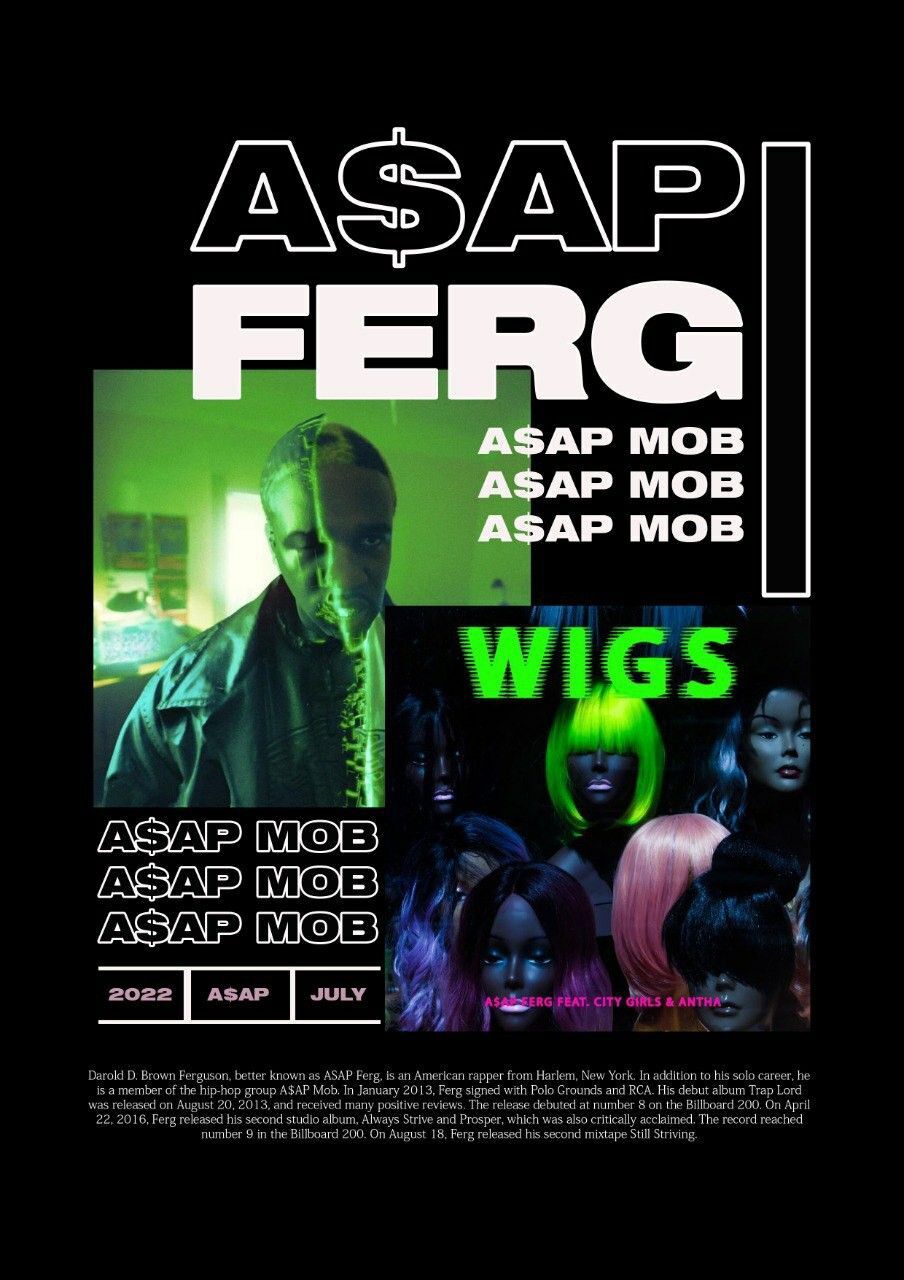 A$AP
FERG
A$AP MOB
A$AP MOB
A$AP MOB
WIGS
A$AP MOB
A$AP MOB
A$AP MOB
2022 A$AP JULY
A$AP FERG FEAT. CITY GIRLS & ANTHA
Darold D. Brown Ferguson, better known as ASAP Ferg, is an American rapper from Harlem, New York. In addition to his solo career, he
is a member of the hip-hop group A$AP Mob. In January 2013, Ferg signed with Polo Grounds and RCA. His debut album Trap Lord
was released on August 20, 2013, and received many positive reviews. The release debuted at number 8 on the Billboard 200. On April
22, 2016, Ferg released his second studio album, Always Strive and Prosper, which was also critically acclaimed. The record reached
number 9 in the Billboard 200. On August 18, Ferg released his second mixtape Still Striving.